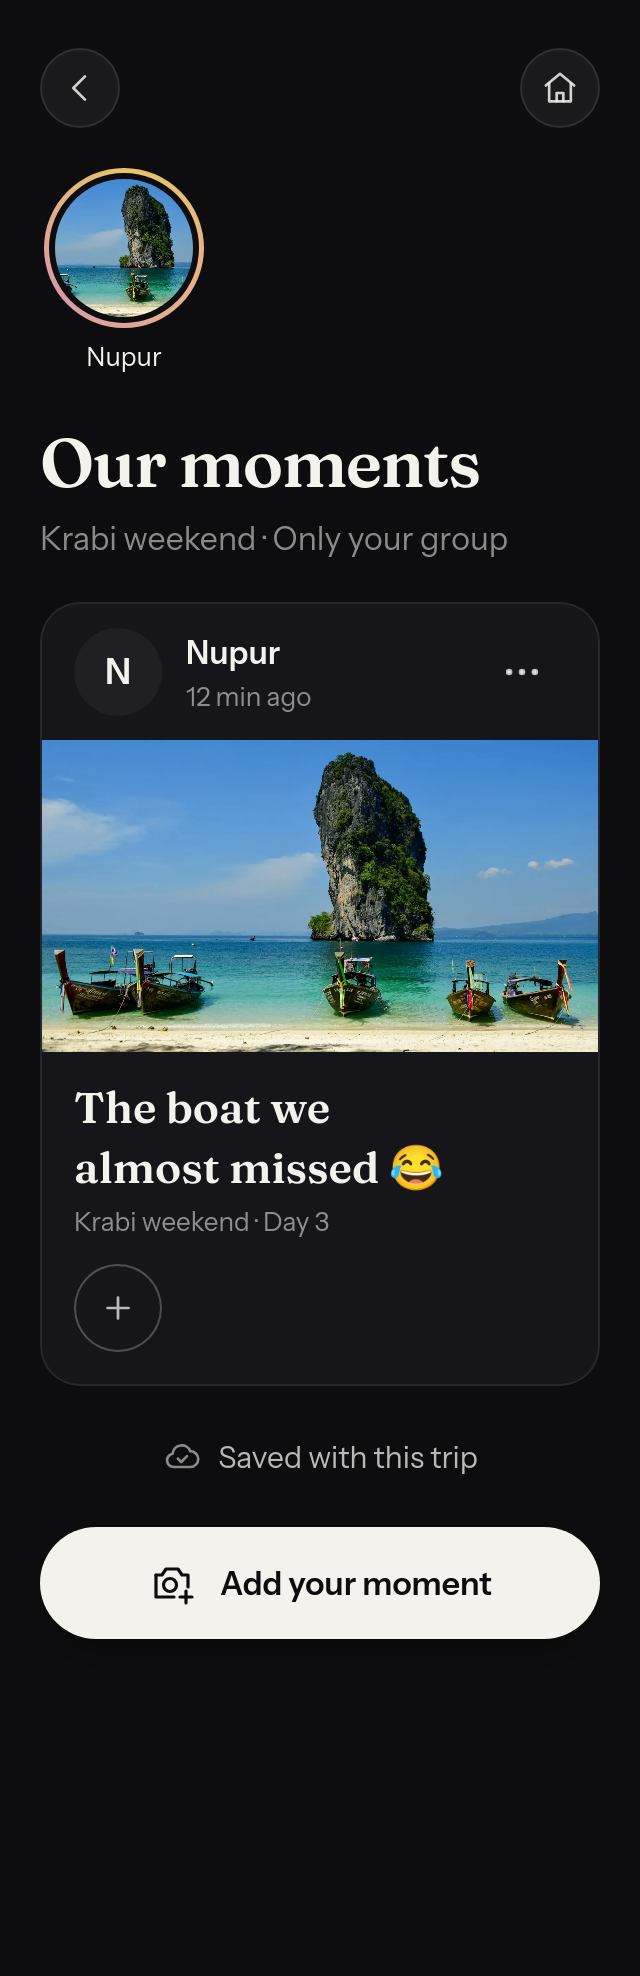 Nupur
Our moments
Krabi weekend · Only your group
N
Nupur
12 min ago
The boat we
almost missed 😂
Krabi weekend · Day 3
Saved with this trip
Add your moment